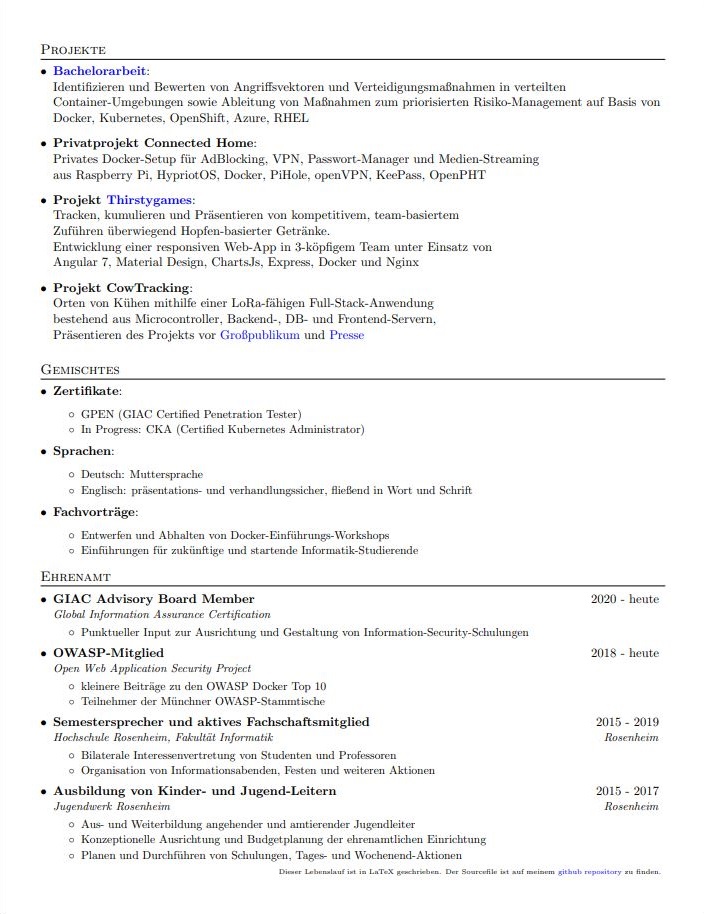 Projekte
• Bachelorarbeit:
Identifizieren und Bewerten von Angriffsvektoren und Verteidigungsmaßnahmen in verteilten
Container-Umgebungen sowie Ableitung von Maßnahmen zum priorisierten Risiko-Management auf Basis von
Docker, Kubernetes, OpenShift, Azure, RHEL
• Privatprojekt Connected Home:
Privates Docker-Setup für AdBlocking, VPN, Passwort-Manager und Medien-Streaming
aus Raspberry Pi, HypriotOS, Docker, PiHole, openVPN, KeePass, OpenPHT
• Projekt Thirstygames:
Tracken, kumulieren und Präsentieren von kompetitivem, team-basiertem
Zuführen überwiegend Hopfen-basierter Getränke.
Entwicklung einer responsiven Web-App in 3-köpfigem Team unter Einsatz von
Angular 7, Material Design, ChartsJs, Express, Docker und Nginx
• Projekt CowTracking:
Orten von Kühen mithilfe einer LoRa-fähigen Full-Stack-Anwendung
bestehend aus Microcontroller, Backend-, DB- und Frontend-Servern,
Präsentieren des Projekts vor Großpublikum und Presse
Gemischtes
• Zertifikate:
◦ GPEN (GIAC Certified Penetration Tester)
◦ In Progress: CKA (Certified Kubernetes Administrator)
• Sprachen:
◦ Deutsch: Muttersprache
◦ Englisch: präsentations- und verhandlungssicher, fließend in Wort und Schrift
• Fachvorträge:
◦ Entwerfen und Abhalten von Docker-Einführungs-Workshops
◦ Einführungen für zukünftige und startende Informatik-Studierende
Ehrenamt
• GIAC Advisory Board Member 2020 - heute
Global Information Assurance Certification
◦ Punktueller Input zur Ausrichtung und Gestaltung von Information-Security-Schulungen
• OWASP-Mitglied 2018 - heute
Open Web Application Security Project
◦ kleinere Beiträge zu den OWASP Docker Top 10
◦ Teilnehmer der Münchner OWASP-Stammtische
• Semestersprecher und aktives Fachschaftsmitglied 2015 - 2019
Hochschule Rosenheim, Fakultät Informatik Rosenheim
◦ Bilaterale Interessenvertretung von Studenten und Professoren
◦ Organisation von Informationsabenden, Festen und weiteren Aktionen
• Ausbildung von Kinder- und Jugend-Leitern 2015 - 2017
Jugendwerk Rosenheim Rosenheim
◦ Aus- und Weiterbildung angehender und amtierender Jugendleiter
◦ Konzeptionelle Ausrichtung und Budgetplanung der ehrenamtlichen Einrichtung
◦ Planen und Durchführen von Schulungen, Tages- und Wochenend-Aktionen
Dieser Lebenslauf ist in LaTeX geschrieben. Der Sourcefile ist auf meinem github repository zu finden.